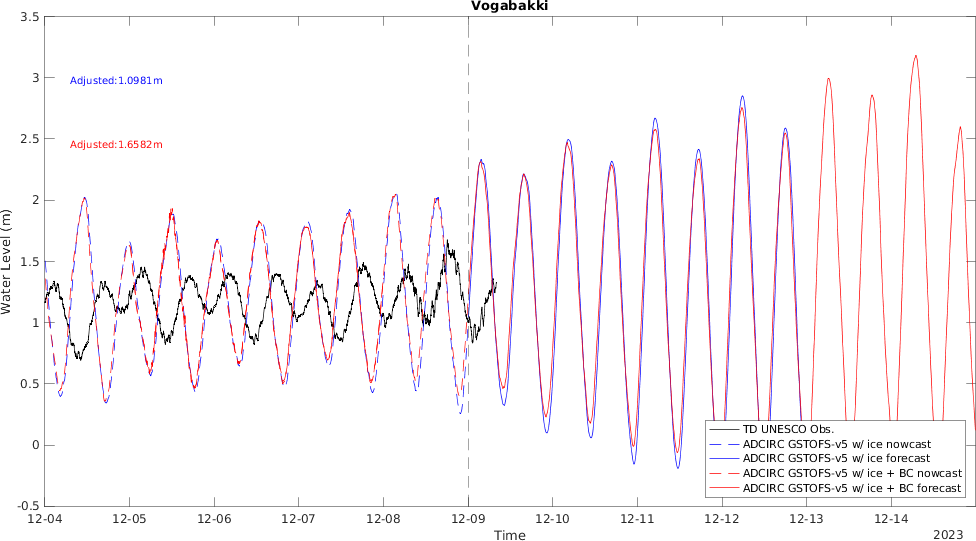 Vogabakki
3.5
3
2.5
2
1.5
1
0.5
0
-0.5
Water Level (m)
Adjusted:1.0981m
Adjusted:1.6582m
TD UNESCO Obs.
ADCIRC GSTOFS-v5 w/ ice nowcast
ADCIRC GSTOFS-v5 w/ ice forecast
ADCIRC GSTOFS-v5 w/ ice + BC nowcast
ADCIRC GSTOFS-v5 w/ ice + BC forecast
12-04 12-05 12-06 12-07 12-08 12-09 12-10 12-11 12-12 12-13 12-14
Time
2023